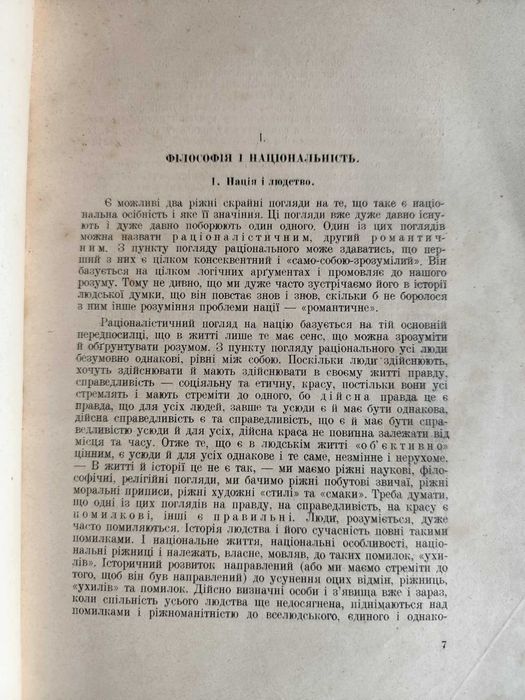 I.
ФІЛОСОФІЯ І НАЦІОНАЛЬНІСТЬ.
1. Нація і людство.
Є можливі два ріжні скрайні погляди на те, що таке є націо-
нальна осібність і яке її значіння. Ці погляди вже дуже давно існу-
ють і дуже давно поборюють один одного. Один із цих поглядів
можна назвати раціоналістичним, другий романтич-
ним. З пункту погляду раціонального може здаватись, що пер-
ший з них є цілком консеквентний і «само-собою-зрозумілий». Він
базується на цілком логічних арґументах і промовляє до нашого
розуму. Тому не дивно, що ми дуже часто зустрічаємо його в історії
людської думки, що він повстає знов і знов, скільки б не боролося
з ним інше розуміння проблеми нації — «романтичне».
Раціоналістичний погляд на націю базується на тій основній
передпосилці, що в житті лише те має сенс, що можна зрозуміти
й обґрунтувати розумом. З пункту погляду раціонального усі люди
безумовно однакові, рівні між собою. Поскільки люди здійснюють,
хочуть здійснювати й мають здійснювати в своєму житті правду,
справедливість — соціяльну та етичну, красу, постільки вони усі
стремлять і мають стреміти до одного, бо дійсна правда це є
правда, що для усіх людей, завше та усюди є й має бути однакова,
дійсна справедливість є та справедливість, що є й має бути спра-
ведливістю усюди й для усіх, дійсна краса не повинна залежати від
місця та часу. Отже те, що є в людськім житті «об'єктивно»
цінним, є усюди й для усіх однакове і те саме, незмінне і нерухоме.
— В житті й історії це не є так, — ми маємо ріжні наукові, філо-
софічні, релігійні погляди, ми бачимо ріжні побутові звичаї, ріжні
моральні приписи, ріжні художні «стилі» та «смаки». Треба думати,
що одні із цих поглядів на правду, на справедливість, на красу є
помилкові, інші є правильні. Люди, розуміється, дуже
часто помиляються. Історія людства і його сучасність повні такими
помилками. І національне життя, національні особливості, націо-
нальні ріжниці і належать, власне, мовляв, до таких помилок, «ухи-
лів». Історичний розвиток направлений (або ми маємо стреміти до
того, щоб він був направлений) до усунення оцих відмін, ріжниць,
«ухилів» та помилок. Дійсно визначні особи і з'явища вже і зараз,
коли спільність усього людства ще недосягнена, піднімаються над
помилками і ріжноманітністю до вселюдського, єдиного і однако-
7